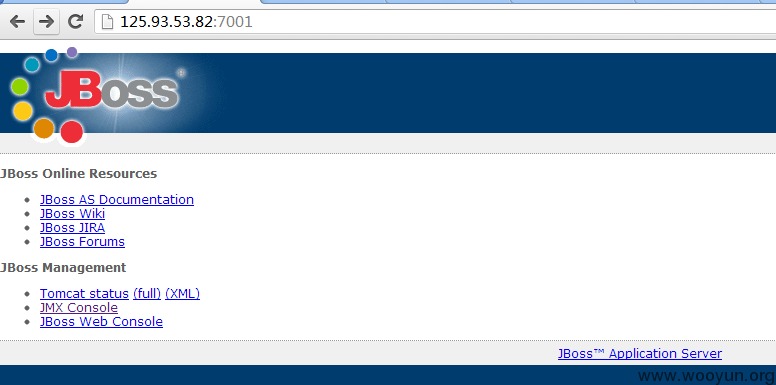 125.93.53.82:7001
JBoss®
JBoss Online Resources
JBoss AS Documentation
JBoss Wiki
JBoss JIRA
JBoss Forums
JBoss Management
Tomcat status (full) (XML)
JMX Console
JBoss Web Console
JBoss™ Application Server
www.wooyun.org